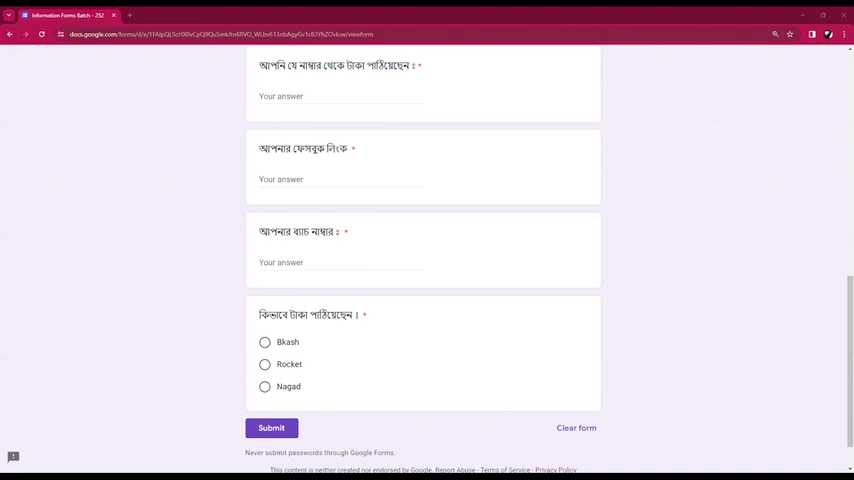 Information Forms Batch - 252
docs.google.com/forms/d/e/
/viewform
আপনি যে নাম্বার থেকে টাকা পাঠিয়েছেন ঃ *
Your answer
আপনার ফেসবুক লিংক *
Your answer
আপনার ব্যাচ নাম্বার ঃ *
Your answer
কিভাবে টাকা পাঠিয়েছেন । *
Bkash
Rocket
Nagad
Submit
Clear form
Never submit passwords through Google Forms.
This content is neither created nor endorsed by Google. Report Abuse - Terms of Service - Privacy Policy